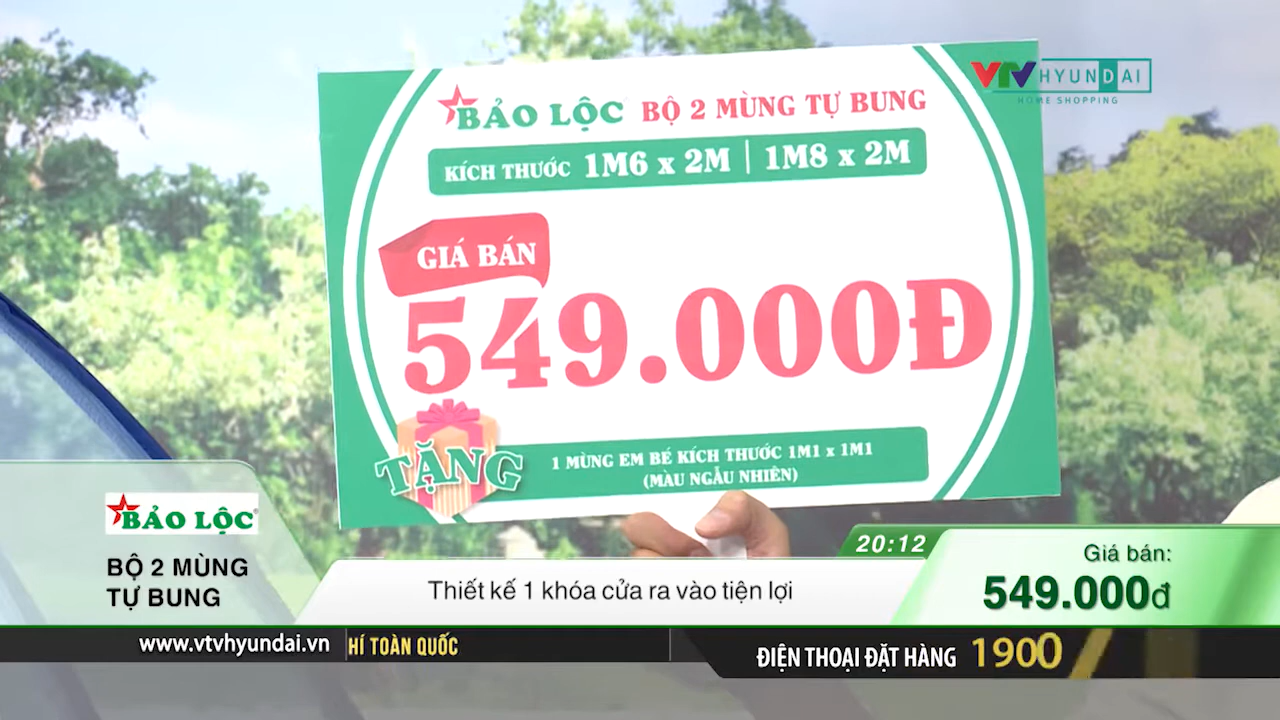 VTV HYUNDAI
HOME SHOPPING
BẢO LỘC BỘ 2 MÙNG TỰ BUNG
KÍCH THƯỚC 1M6 x 2M | 1M8 x 2M
GIÁ BÁN
549.000Đ
TẶNG
1 MÙNG EM BÉ KÍCH THƯỚC 1M1 x 1M1
(MÀU NGẪU NHIÊN)
BẢO LỘC®
BỘ 2 MÙNG
TỰ BUNG
Thiết kế 1 khóa cửa ra vào tiện lợi
20:12
Giá bán:
549.000đ
www.vtvhyundai.vn
HÍ TOÀN QUỐC
ĐIỆN THOẠI ĐẶT HÀNG 1900